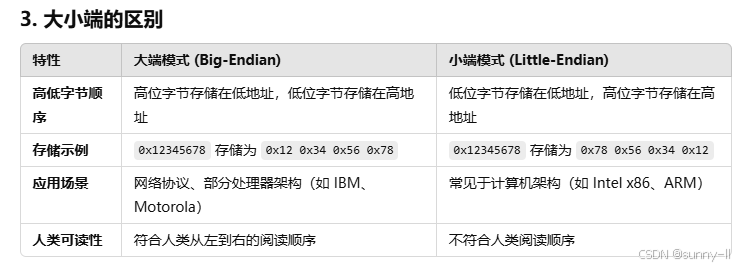 3. 大小端的区别
特性 大端模式 (Big-Endian) 小端模式 (Little-Endian)
高低字节顺 高位字节存储在低地址，低位字节存储在高地 低位字节存储在低地址，高位字节存储在高
序 址 地址
存储示例 0x12345678 存储为 0x12 0x34 0x56 0x78 0x12345678 存储为 0x78 0x56 0x34 0x12
应用场景 网络协议、部分处理器架构（如 IBM、 常见于计算机架构（如 Intel x86、ARM）
Motorola）
人类可读性 符合人类从左到右的阅读顺序 不符合人类阅读顺序
CSDN @sunny-ll